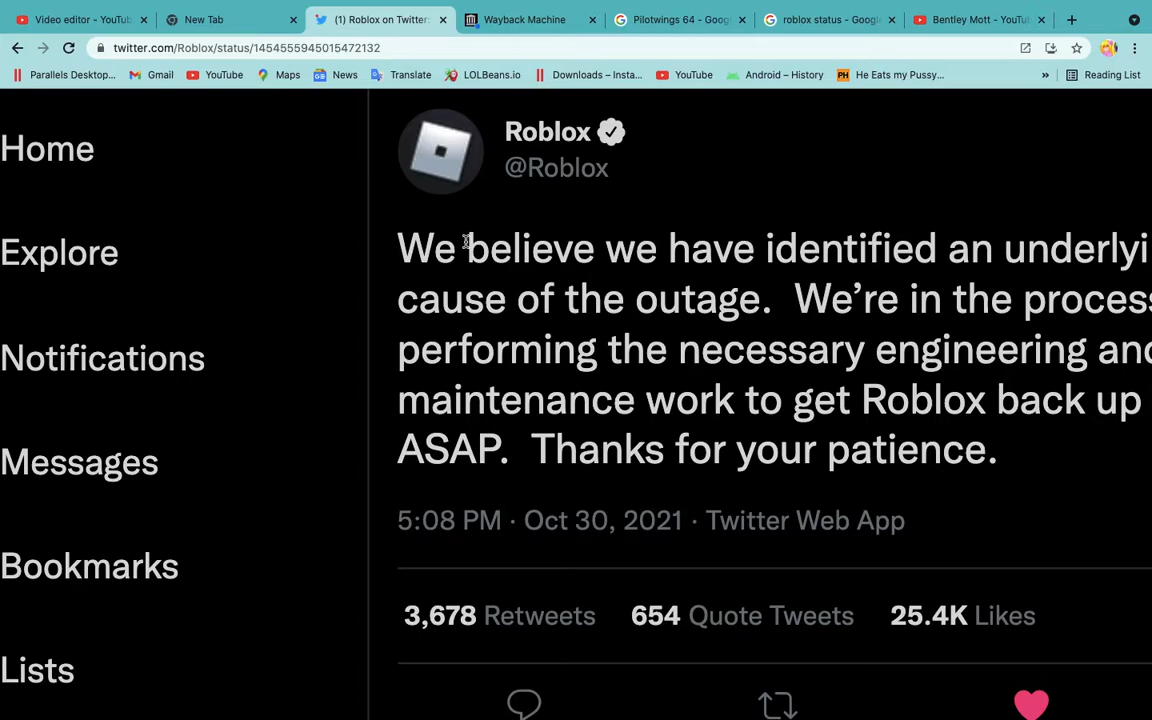 Video editor - YouTu
New Tab
(1) Roblox on Twitter:
Wayback Machine
Pilotwings 64 - Goog
roblox status - Google
Bentley Mott - YouTu
twitter.com/Roblox/status/1454555945015472132
Parallels Desktop...
Gmail
YouTube
Maps
News
Translate
LOLBeans.io
Downloads – Insta...
YouTube
Android – History
PH
He Eats my Pussy...
»
Reading List
Home
Explore
Notifications
Messages
Bookmarks
Lists
Roblox
@Roblox
We believe we have identified an underlyi
cause of the outage.  We’re in the process
performing the necessary engineering and
maintenance work to get Roblox back up
ASAP.  Thanks for your patience.
5:08 PM · Oct 30, 2021 · Twitter Web App
3,678 Retweets 654 Quote Tweets 25.4K Likes